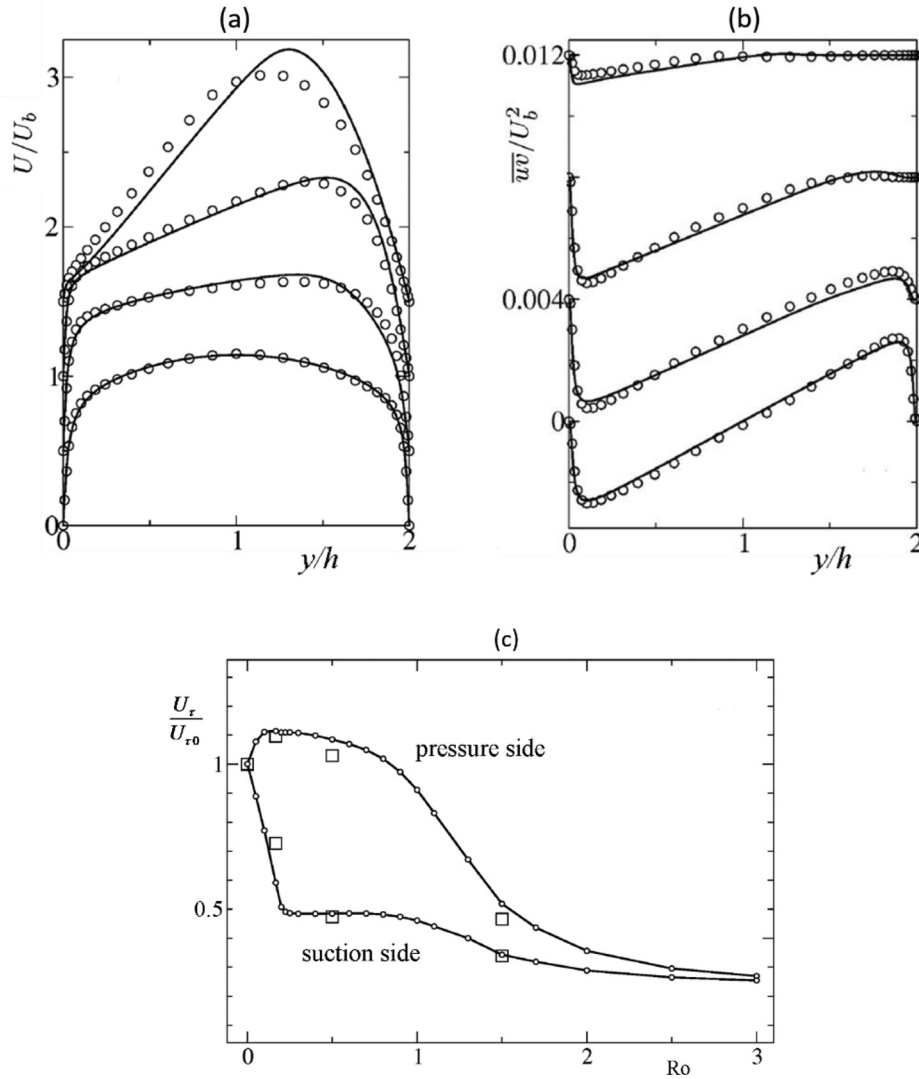 (a)
(b)
3
2
1
0
U/U_b
0
1
2
y/h
0.012
0.004
0
\overline{uv}/U_b^2
0
1
2
y/h
(c)
U_τ
U_τ0
1
0.5
pressure side
suction side
0
1
2
3
Ro